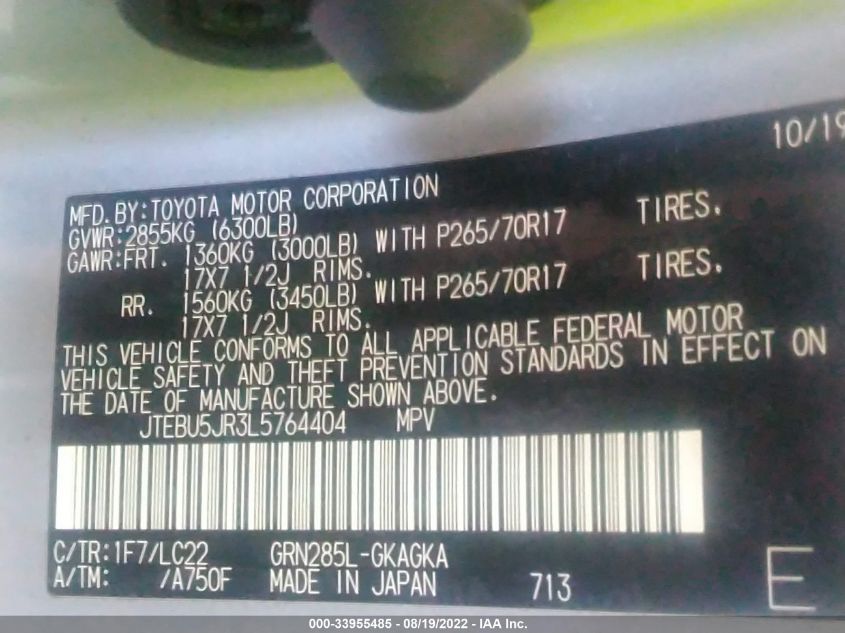 10/19
MFD. BY: TOYOTA MOTOR CORPORATION
GVWR: 2855KG (6300LB)
GAWR: FRT. 1360KG (3000LB) WITH P265/70R17 TIRES.
17X7 1/2J RIMS.
RR. 1560KG (3450LB) WITH P265/70R17 TIRES.
17X7 1/2J RIMS.
THIS VEHICLE CONFORMS TO ALL APPLICABLE FEDERAL MOTOR
VEHICLE SAFETY AND THEFT PREVENTION STANDARDS IN EFFECT ON
THE DATE OF MANUFACTURE SHOWN ABOVE.
JTEBU5JR3L5764404 MPV
C/TR: 1F7/LC22 GRN285L-GKAGKA
A/TM: /A750F MADE IN JAPAN 713 E
000-33955485 - 08/19/2022 - IAA Inc.